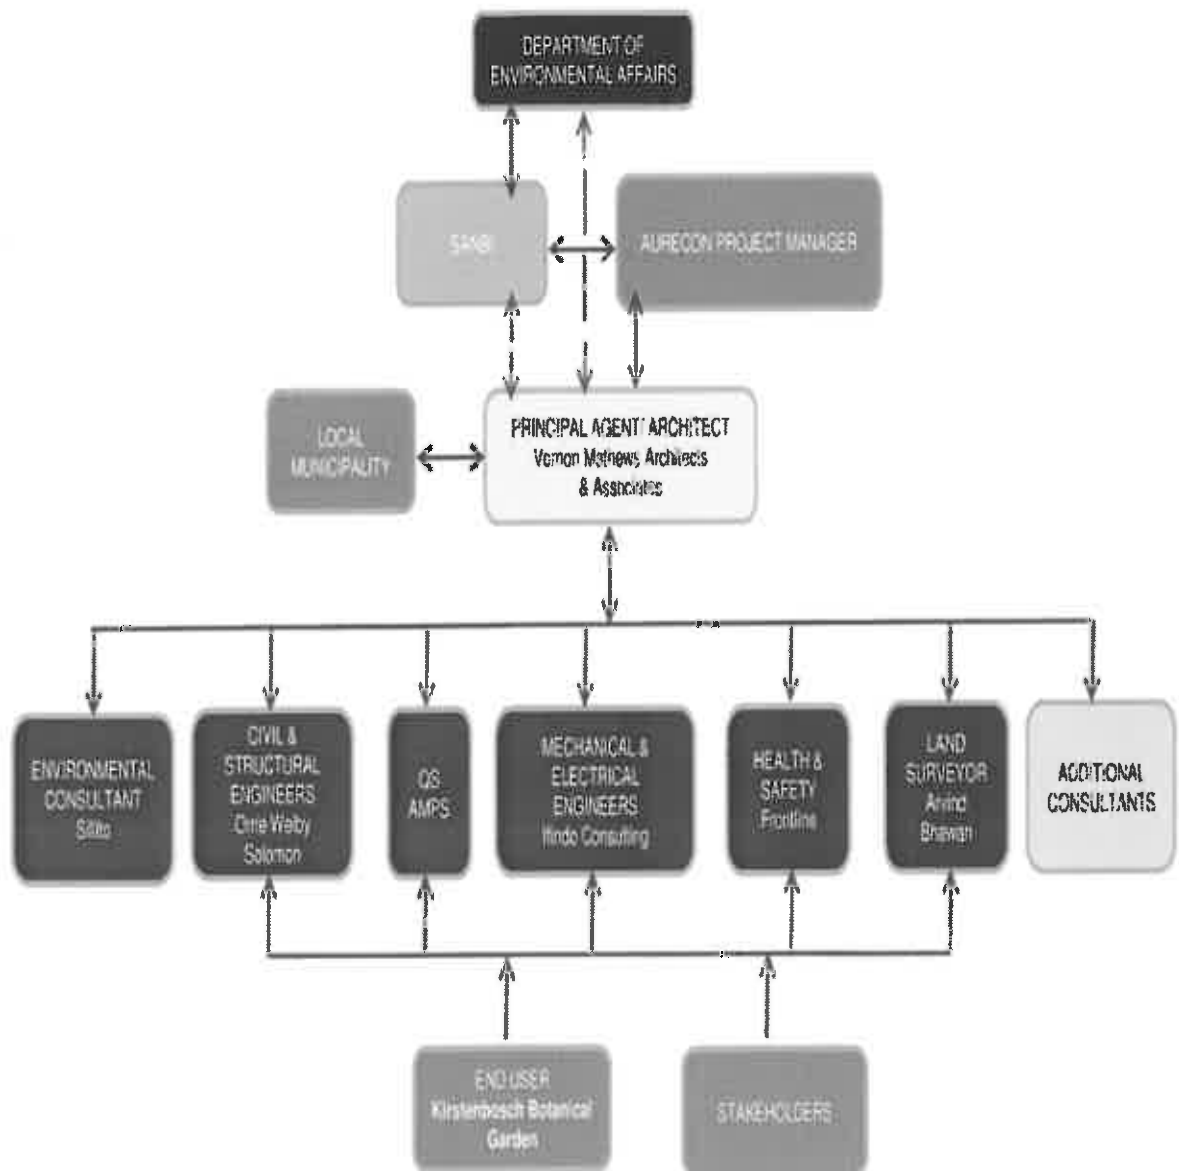 DEPARTMENT OF
ENVIRONMENTAL AFFAIRS
SANBI
AURECON PROJECT MANAGER
LOCAL
MUNICIPALITY
PRINCIPAL AGENT/ ARCHITECT
Vernon Mathews Architects
& Associates
ENVIRONMENTAL
CONSULTANT
CIVIL &
STRUCTURAL
ENGINEERS
Welby
Solomon
QS
AMPS
MECHANICAL &
ELECTRICAL
ENGINEERS
Consulting
HEALTH &
SAFETY
Frontline
LAND
SURVEYOR
Arvind
ADDITIONAL
CONSULTANTS
END USER
Kirstenbosch Botanical
Garden
STAKEHOLDERS